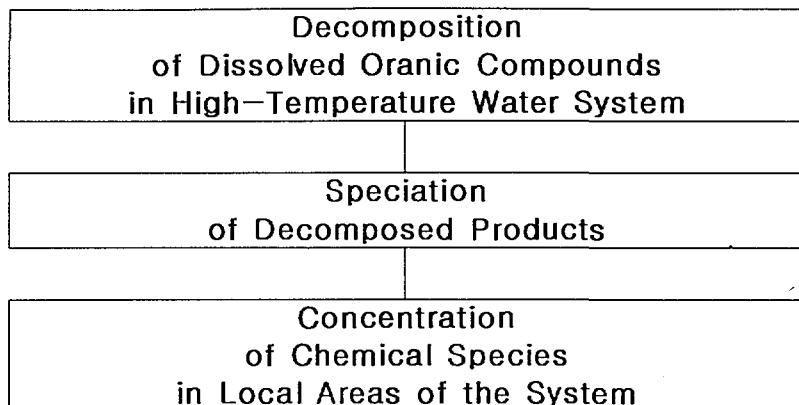 Decomposition
of Dissolved Oranic Compounds
in High-Temperature Water System
Speciation
of Decomposed Products
Concentration
of Chemical Species
in Local Areas of the System